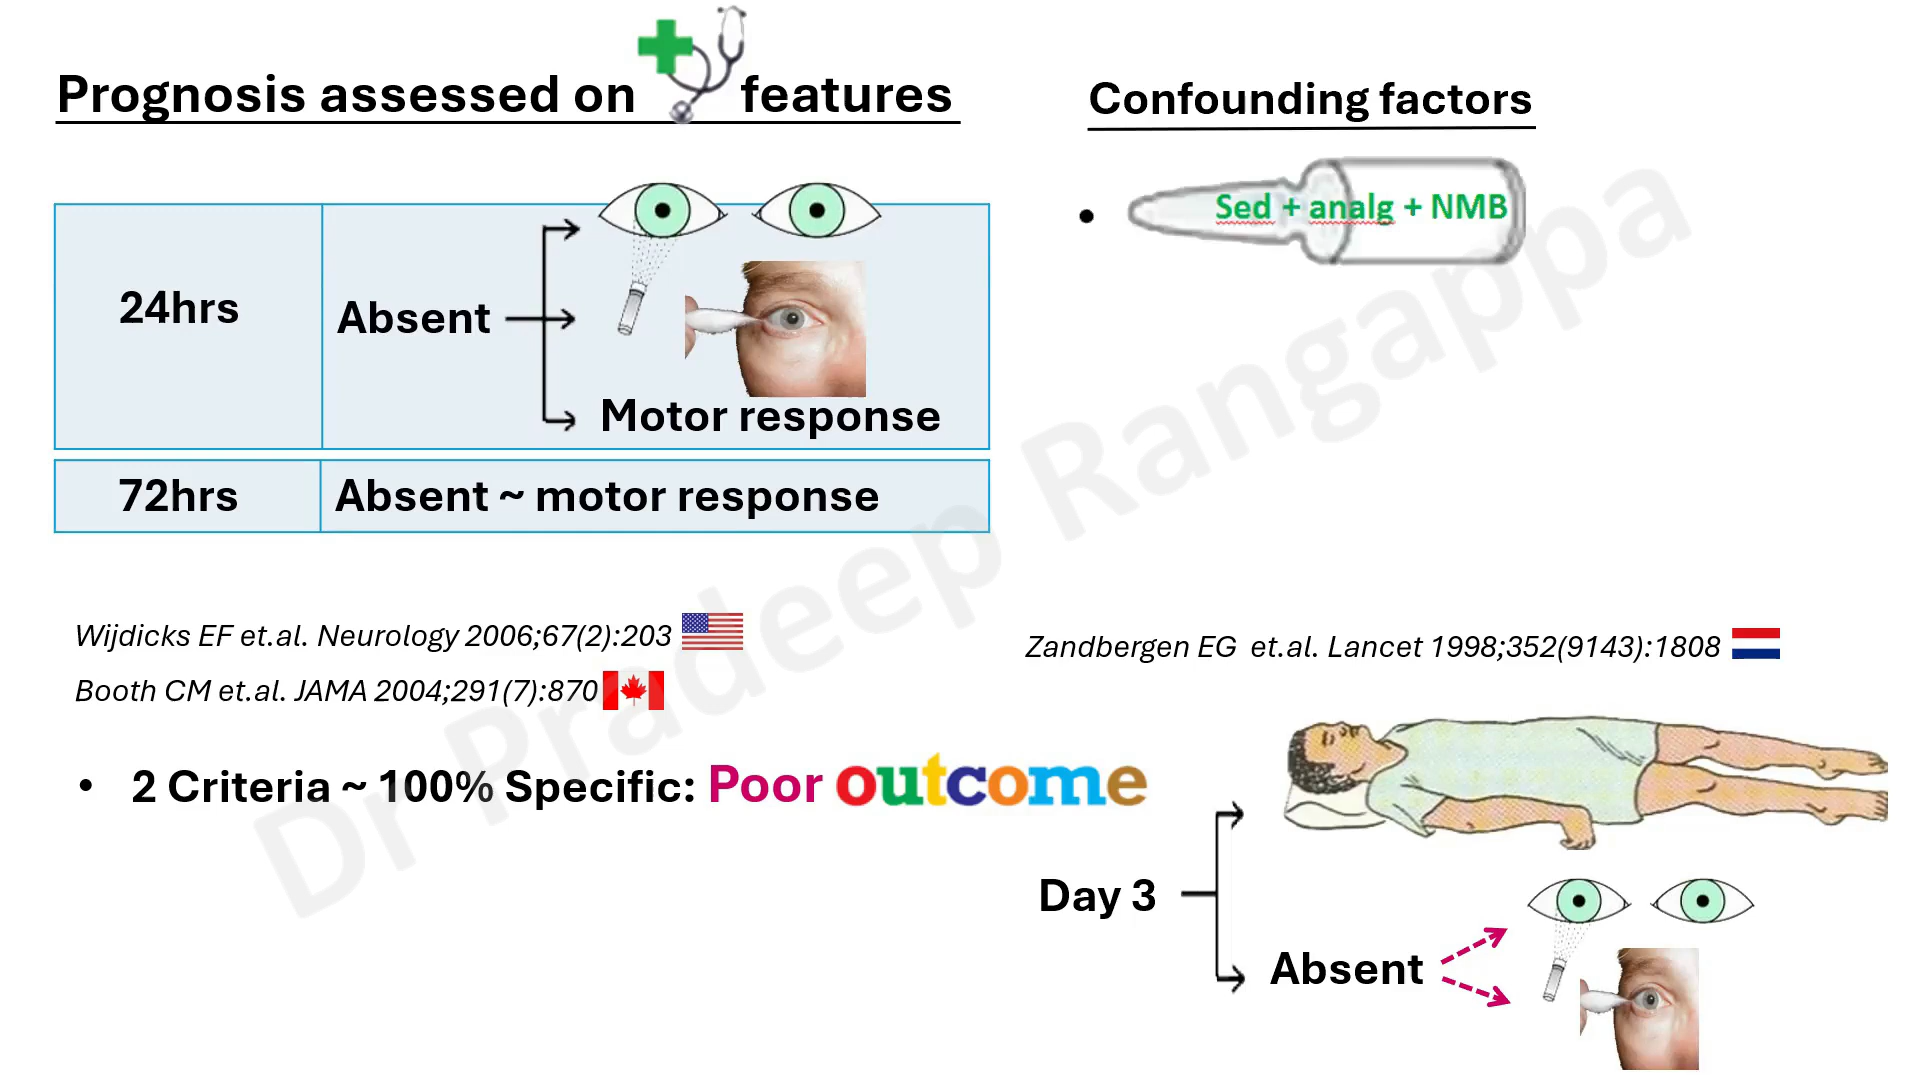 Prognosis assessed on features
24hrs
Absent
Motor response
72hrs
Absent ~ motor response
Wijdicks EF et.al. Neurology 2006;67(2):203
Booth CM et.al. JAMA 2004;291(7):870
2 Criteria ~ 100% Specific: Poor outcome
Confounding factors
Sed + analg + NMB
Zandbergen EG et.al. Lancet 1998;352(9143):1808
Day 3
Absent
Dr Pradeep Rangappa